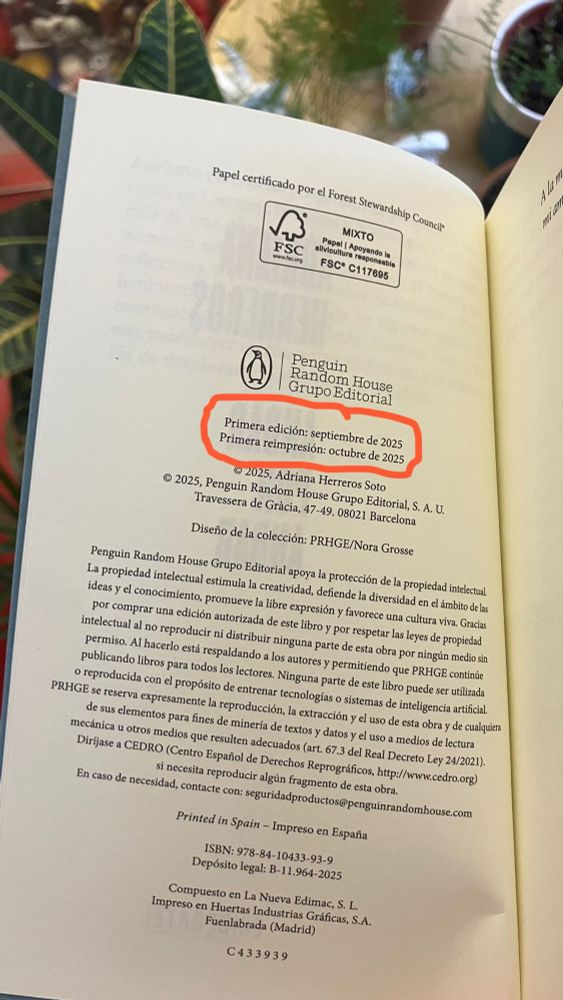 Papel certificado por el Forest Stewardship Council®
FSC
www.fsc.org
MIXTO
Papel | Apoyando la
silvicultura responsable
FSC® C117695
Penguin
Random House
Grupo Editorial
Primera edición: septiembre de 2025
Primera reimpresión: octubre de 2025
© 2025, Adriana Herreros Soto
© 2025, Penguin Random House Grupo Editorial, S. A. U.
Travessera de Gràcia, 47-49. 08021 Barcelona
Diseño de la colección: PRHGE/Nora Grosse
Penguin Random House Grupo Editorial apoya la protección de la propiedad intelectual.
La propiedad intelectual estimula la creatividad, defiende la diversidad en el ámbito de las
ideas y el conocimiento, promueve la libre expresión y favorece una cultura viva. Gracias
por comprar una edición autorizada de este libro y por respetar las leyes de propiedad
intelectual al no reproducir ni distribuir ninguna parte de esta obra por ningún medio sin
permiso. Al hacerlo está respaldando a los autores y permitiendo que PRHGE continúe
publicando libros para todos los lectores. Ninguna parte de este libro puede ser utilizada
o reproducida con el propósito de entrenar tecnologías o sistemas de inteligencia artificial.
PRHGE se reserva expresamente la reproducción, la extracción y el uso de esta obra y de cualquiera
de sus elementos para fines de minería de textos y datos y el uso a medios de lectura
mecánica u otros medios que resulten adecuados (art. 67.3 del Real Decreto Ley 24/2021).
Diríjase a CEDRO (Centro Español de Derechos Reprográficos, http://www.cedro.org)
si necesita reproducir algún fragmento de esta obra.
En caso de necesidad, contacte con: seguridadproductos@penguinrandomhouse.com
Printed in Spain – Impreso en España
ISBN: 978-84-10433-93-9
Depósito legal: B-11.964-2025
Compuesto en La Nueva Edimac, S. L.
Impreso en Huertas Industrias Gráficas, S.A.
Fuenlabrada (Madrid)
C 4 3 3 9 3 9
A la
mi